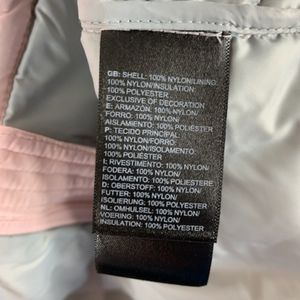 GB: SHELL: 100% NYLON/LINING:
100% NYLON/INSULATION:
100% POLYESTER
EXCLUSIVE OF DECORATION
E: ARMAZÓN: 100% NYLON/
FORRO: 100% NYLON/
AISLAMIENTO: 100% POLIÉSTER
P: TECIDO PRINCIPAL:
100% NYLON/FORRO:
100% NYLON/ISOLAMENTO:
100% POLIÉSTER
I: RIVESTIMENTO: 100% NYLON/
FODERA: 100% NYLON/
ISOLAMENTO: 100% POLIESTERE
D: OBERSTOFF: 100% NYLON/
FUTTER: 100% NYLON/
ISOLIERUNG: 100% POLYESTER
NL: OMHULSEL: 100% NYLON/
VOERING: 100% NYLON/
INSULATION: 100% POLYESTER